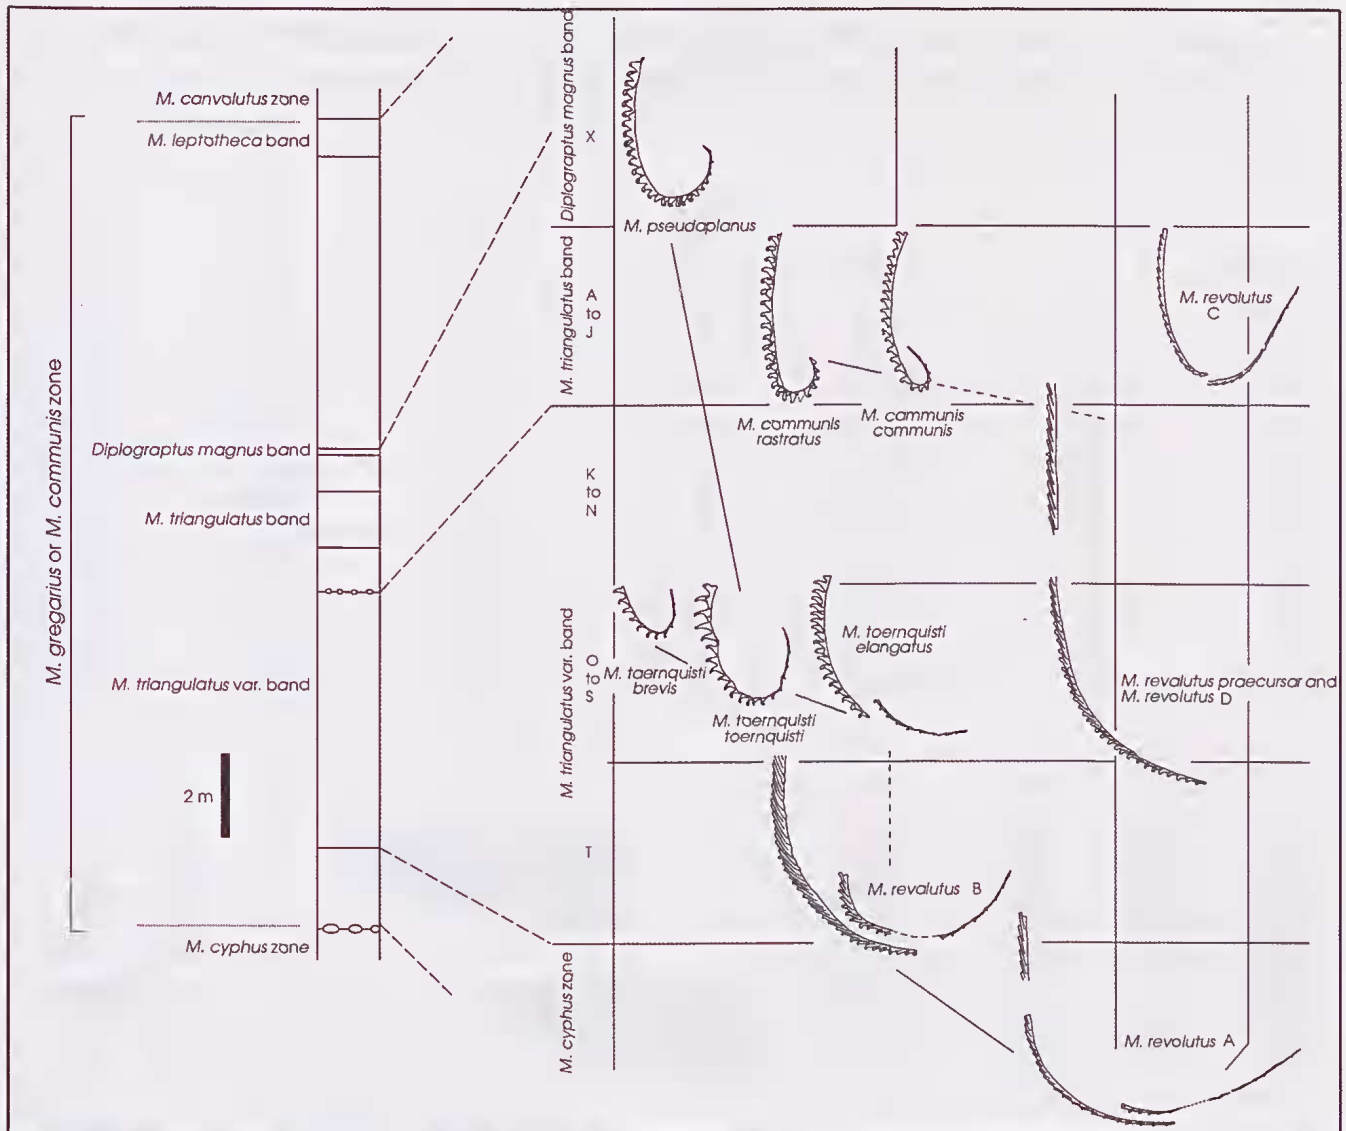 M. gregarius or M. communis zone
M. canvolutus zone
M. leptotheca band
Diplograptus magnus band
M. triangulatus band
M. triangulatus var. band
2 m
M. cyphus zone
Diplograptus magnus band
X
M. triangulatus band
A
to
J
K
to
N
M. triangulatus var. band
O
to
S
T
M. cyphus zone
M. pseudaplanus
M. communis
rastratus
M. cammunis
communis
M. revolutus
C
M. taernquisti
brevis
M. toernquisti
toernquisti
M. toernquisti
elangatus
M. revalutus praecursar and
M. revolutus D
M. revalutus B
M. revolutus A